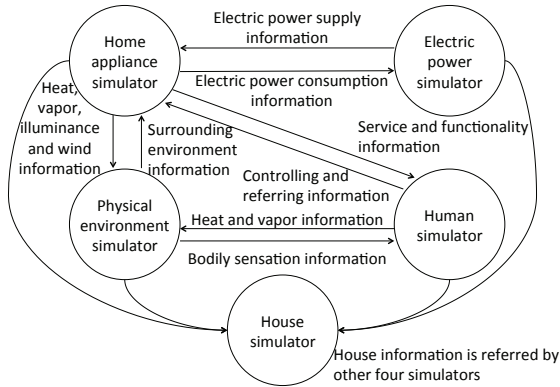 Electric power supply
information
Home
appliance
simulator
Electric
power
simulator
Electric power consumption
information
Heat,
vapor,
illuminance
and wind
information
Surrounding
environment
information
Service and functionality
information
Controlling and
referring information
Physical
environment
simulator
Heat and vapor information
Human
simulator
Bodily sensation information
House
simulator
House information is referred by
other four simulators